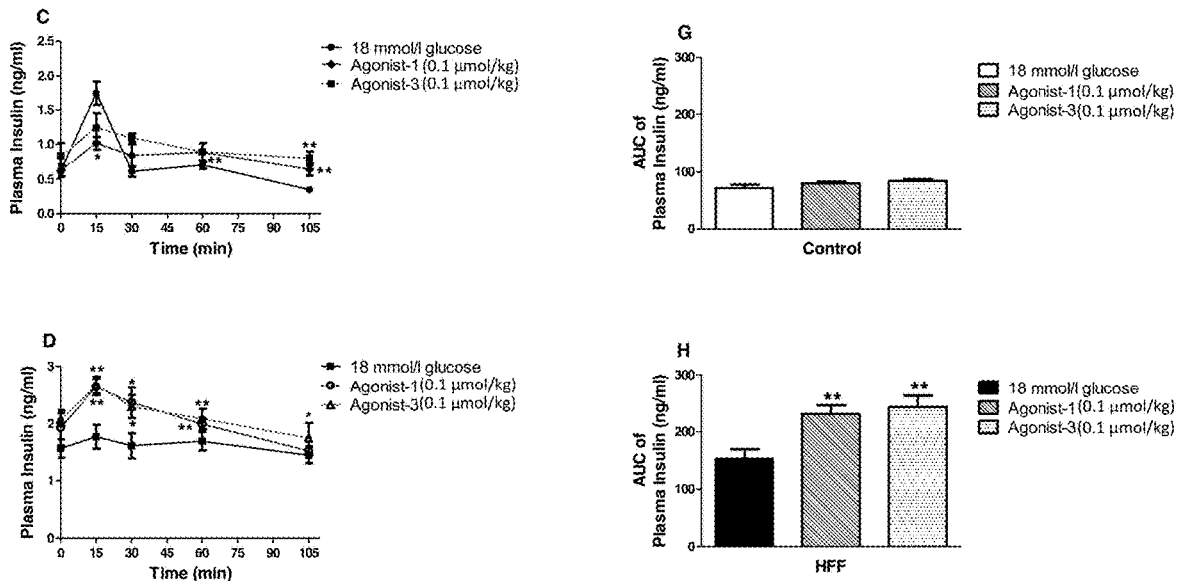 C
Plasma Insulin (ng/ml)
2.5
2.0
1.5
1.0
0.5
0.0
*
**
**
**
0 15 30 45 60 75 90 105
Time (min)
18 mmol/l glucose
Agonist-1 (0.1 µmol/kg)
Agonist-3 (0.1 µmol/kg)
G
AUC of
Plasma Insulin (ng/ml)
300
200
100
0
Control
18 mmol/l glucose
Agonist-1 (0.1 µmol/kg)
Agonist-3 (0.1 µmol/kg)
D
Plasma Insulin (ng/ml)
3
2
1
0
**
**
*
*
**
**
*
0 15 30 45 60 75 90 105
Time (min)
18 mmol/l glucose
Agonist-1 (0.1 µmol/kg)
Agonist-3 (0.1 µmol/kg)
H
AUC of
Plasma Insulin (ng/ml)
300
200
100
0
**
**
HFF
18 mmol/l glucose
Agonist-1 (0.1 µmol/kg)
Agonist-3 (0.1 µmol/kg)